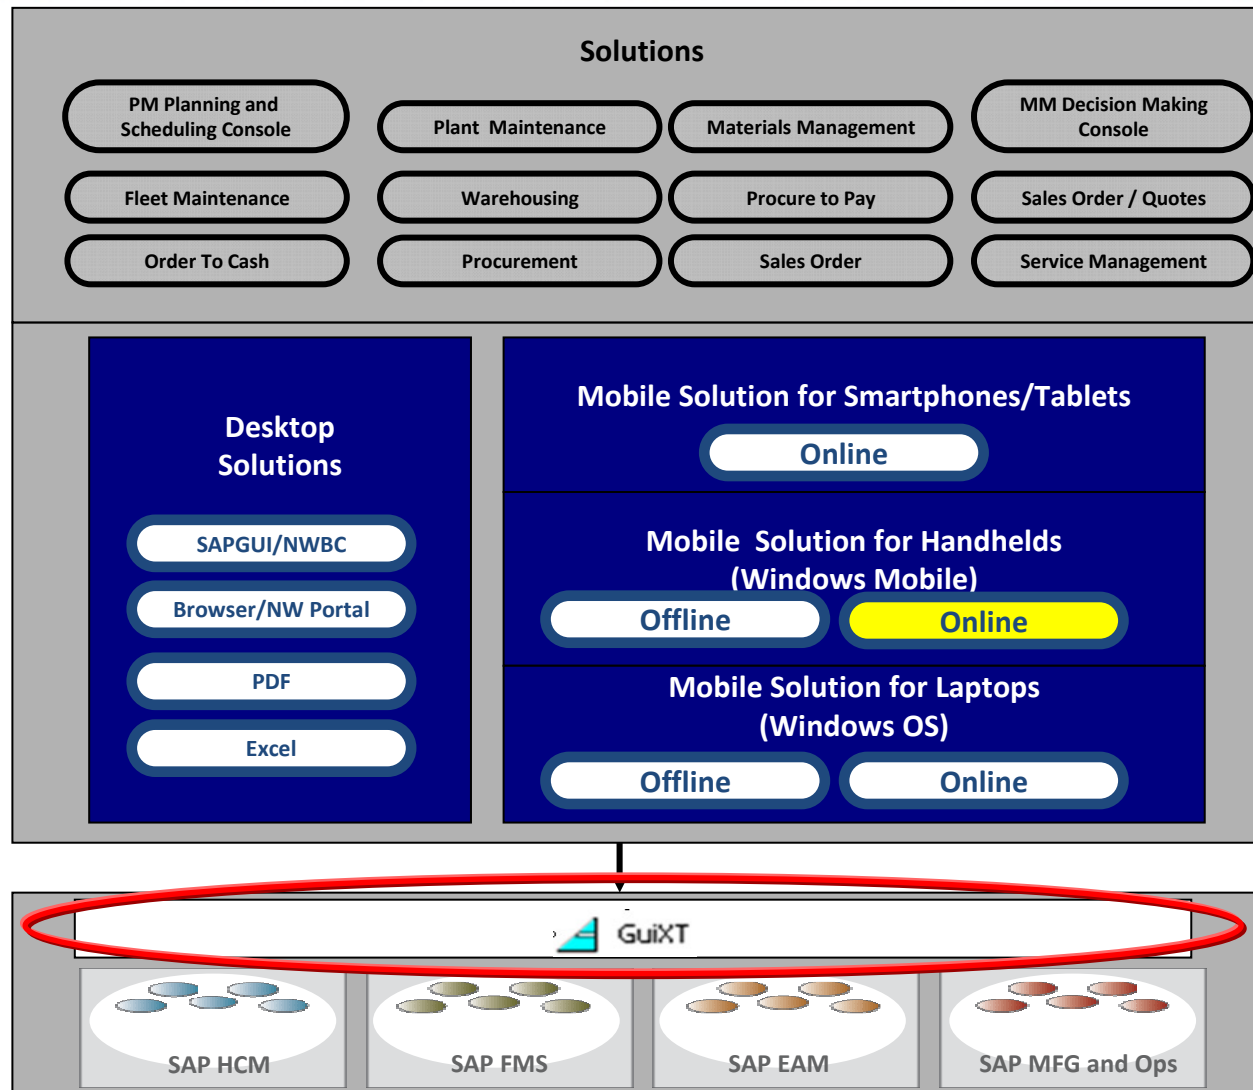 Solutions
PM Planning and
Scheduling Console
Plant Maintenance
Materials Management
MM Decision Making
Console
Fleet Maintenance
Warehousing
Procure to Pay
Sales Order / Quotes
Order To Cash
Procurement
Sales Order
Service Management
Desktop
Solutions
SAPGUI/NWBC
Browser/NW Portal
PDF
Excel
Mobile Solution for Smartphones/Tablets
Online
Mobile Solution for Handhelds
(Windows Mobile)
Offline
Online
Mobile Solution for Laptops
(Windows OS)
Offline
Online
GuiXT
SAP HCM
SAP FMS
SAP EAM
SAP MFG and Ops